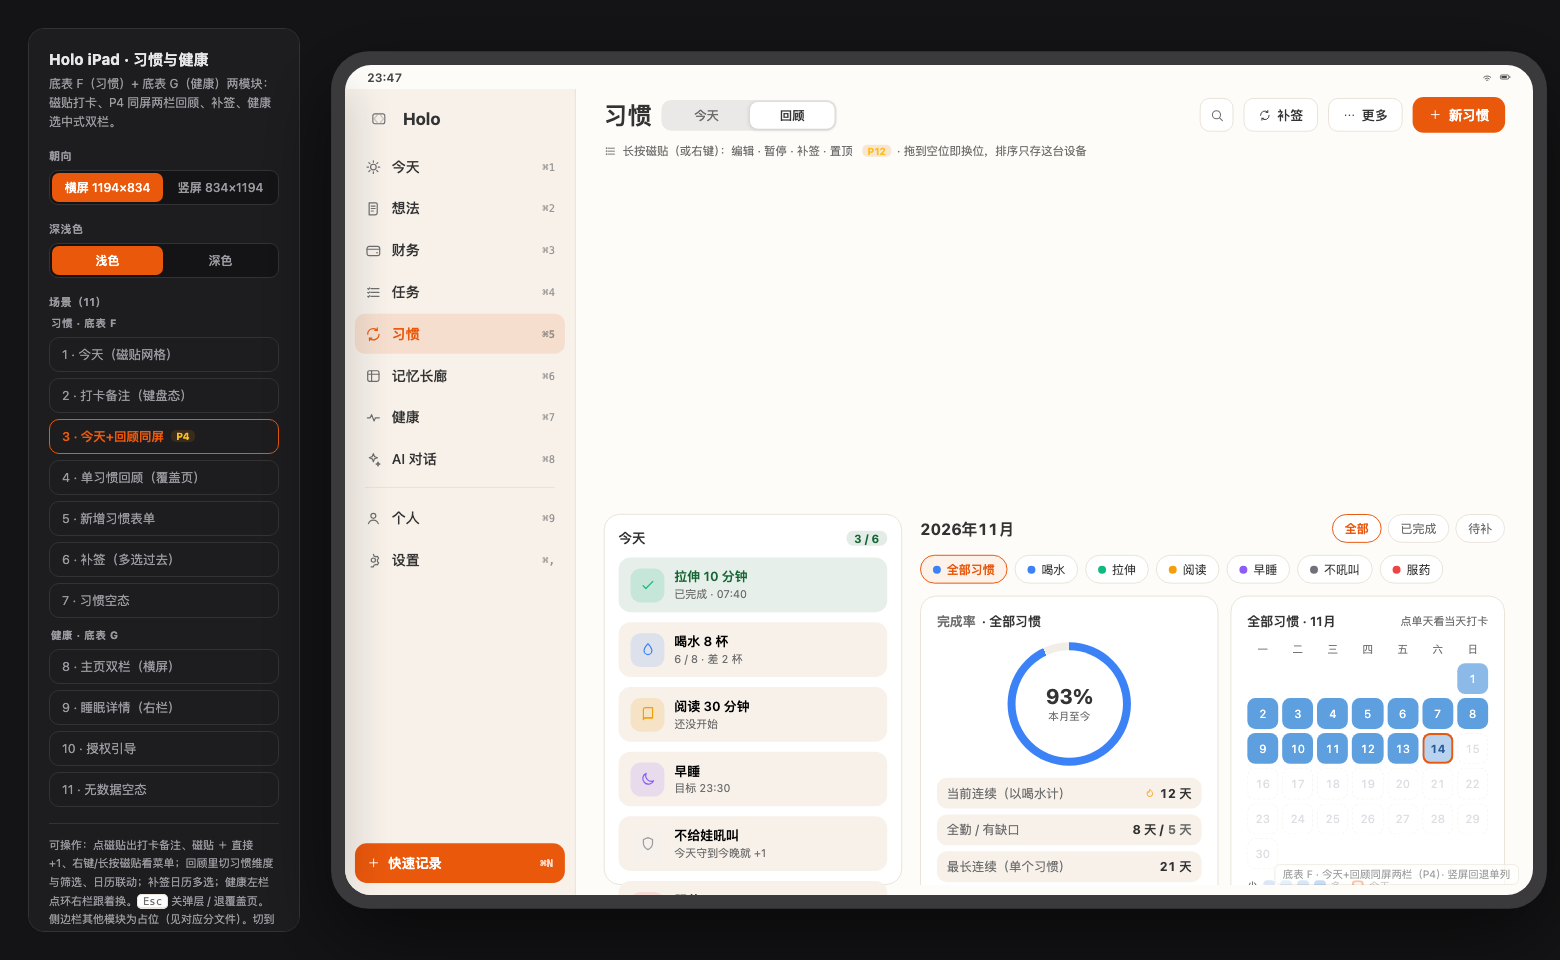 Holo iPad · 习惯与健康
底表 F（习惯）+ 底表 G（健康）两模块：
磁贴打卡、P4 同屏两栏回顾、补签、健康
选中式双栏。
朝向
横屏 1194×834
竖屏 834×1194
深浅色
浅色
深色
场景（11）
习惯 · 底表 F
1 · 今天（磁贴网格）
2 · 打卡备注（键盘态）
3 · 今天+回顾同屏 P4
4 · 单习惯回顾（覆盖页）
5 · 新增习惯表单
6 · 补签（多选过去）
7 · 习惯空态
健康 · 底表 G
8 · 主页双栏（横屏）
9 · 睡眠详情（右栏）
10 · 授权引导
11 · 无数据空态
可操作：点磁贴出打卡备注、磁贴 ＋ 直接
+1、右键/长按磁贴看菜单；回顾里切习惯维度
与筛选、日历联动；补签日历多选；健康左栏
点环右栏跟着换。Esc 关弹层 / 退覆盖页。
侧边栏其他模块为占位（见对应分文件）。切到
23:47
Holo
今天 ⌘1
想法 ⌘2
财务 ⌘3
任务 ⌘4
习惯 ⌘5
记忆长廊 ⌘6
健康 ⌘7
AI 对话 ⌘8
个人 ⌘9
设置 ⌘,
＋ 快速记录 ⌘N
习惯
今天
回顾
补签
··· 更多
＋ 新习惯
长按磁贴（或右键）：编辑 · 暂停 · 补签 · 置顶 P12 · 拖到空位即换位，排序只存这台设备
今天 3 / 6
拉伸 10 分钟
已完成 · 07:40
喝水 8 杯
6 / 8 · 差 2 杯
阅读 30 分钟
还没开始
早睡
目标 23:30
不给娃吼叫
今天守到今晚就 +1
2026年11月
全部
已完成
待补
全部习惯
喝水
拉伸
阅读
早睡
不吼叫
服药
完成率 · 全部习惯
93%
本月至今
当前连续（以喝水计） 12 天
全勤 / 有缺口 8 天 / 5 天
最长连续（单个习惯） 21 天
全部习惯 · 11月 点单天看当天打卡
一 二 三 四 五 六 日
1
2 3 4 5 6 7 8
9 10 11 12 13 14 15
16 17 18 19 20 21 22
23 24 25 26 27 28 29
30
底表 F · 今天+回顾同屏两栏（P4）· 竖屏回退单列